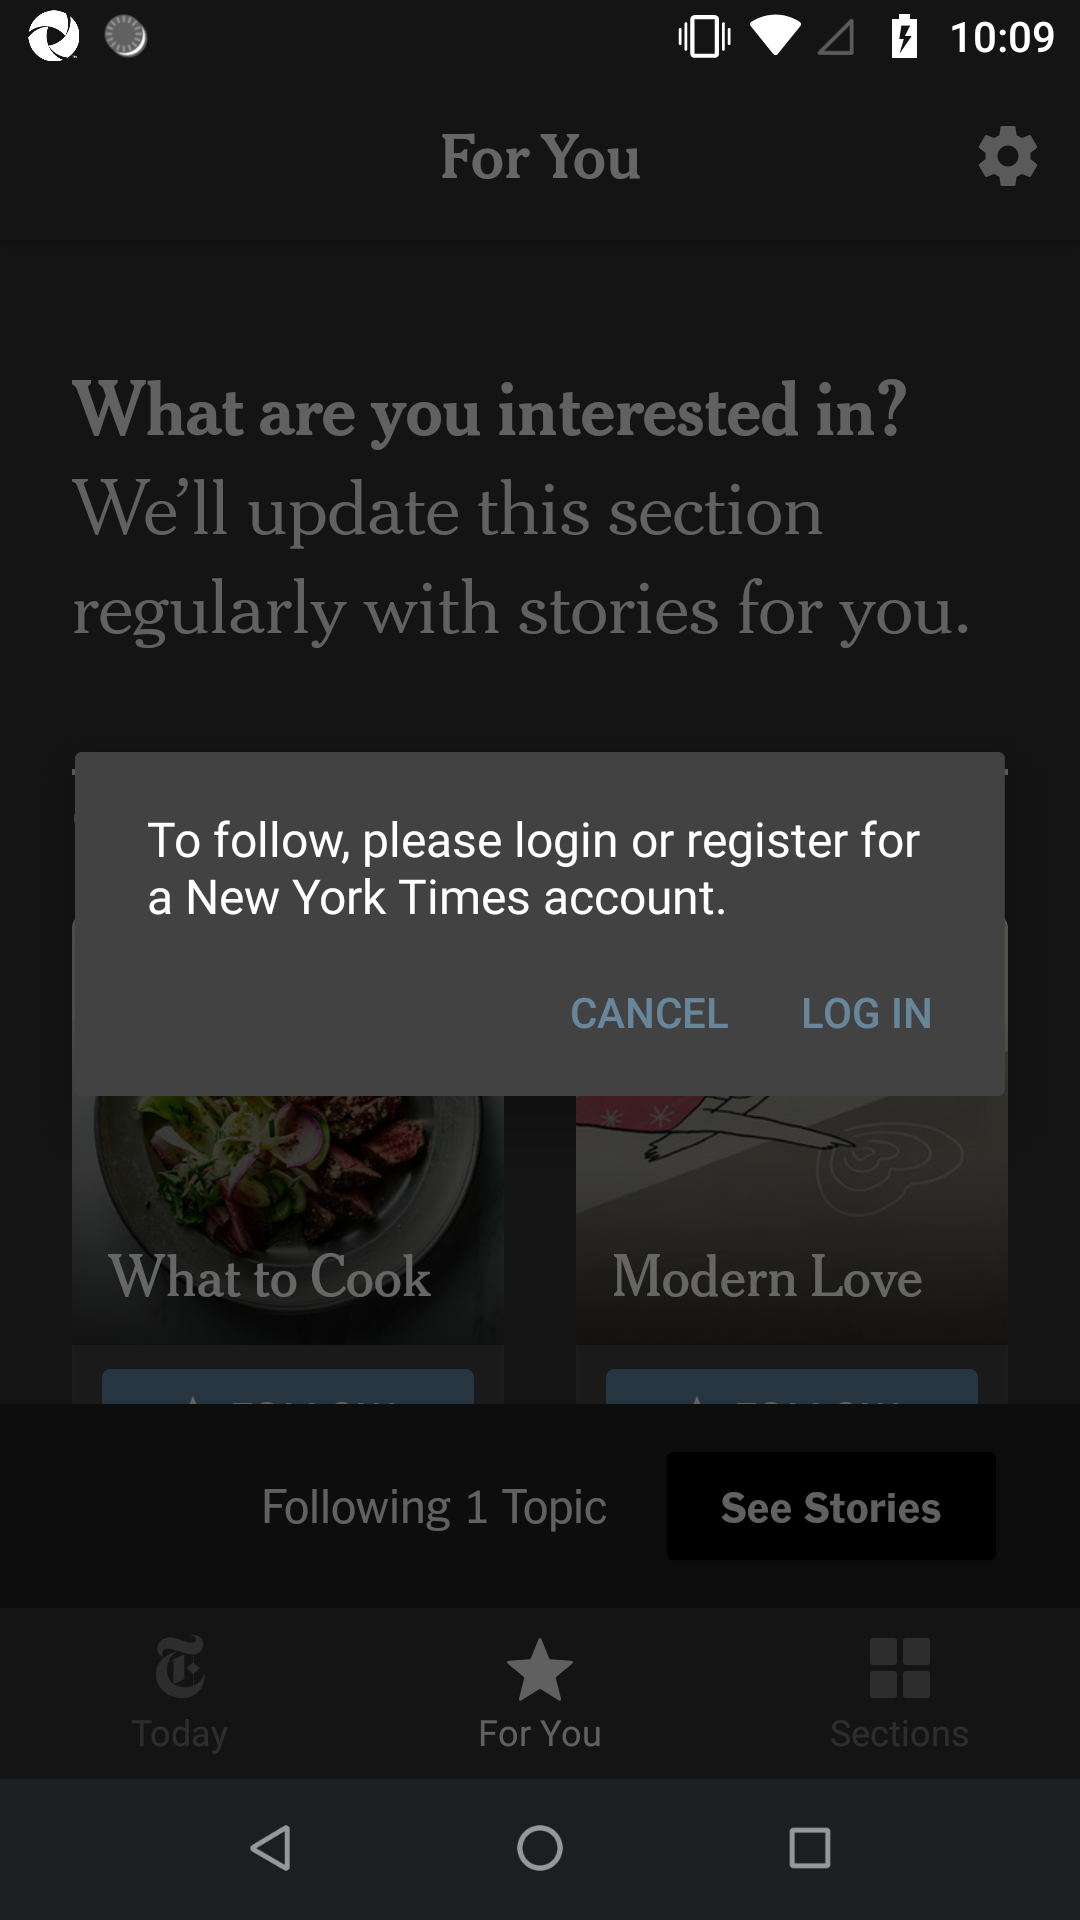 10:09
For You
What are you interested in?
We’ll update this section
regularly with stories for you.
To follow, please login or register for
a New York Times account.
CANCEL LOG IN
What to Cook Modern Love
Following 1 Topic See Stories
Today For You Sections